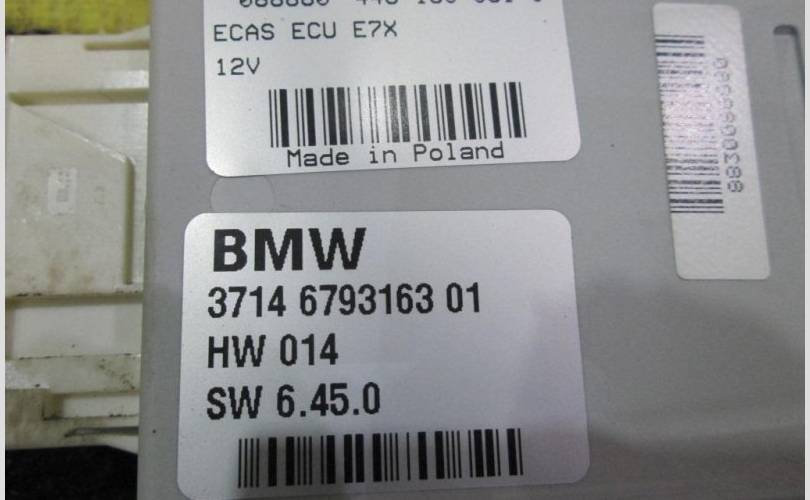 ECAS ECU E7X
12V
Made in Poland
BMW
3714 6793163 01
HW 014
SW 6.45.0